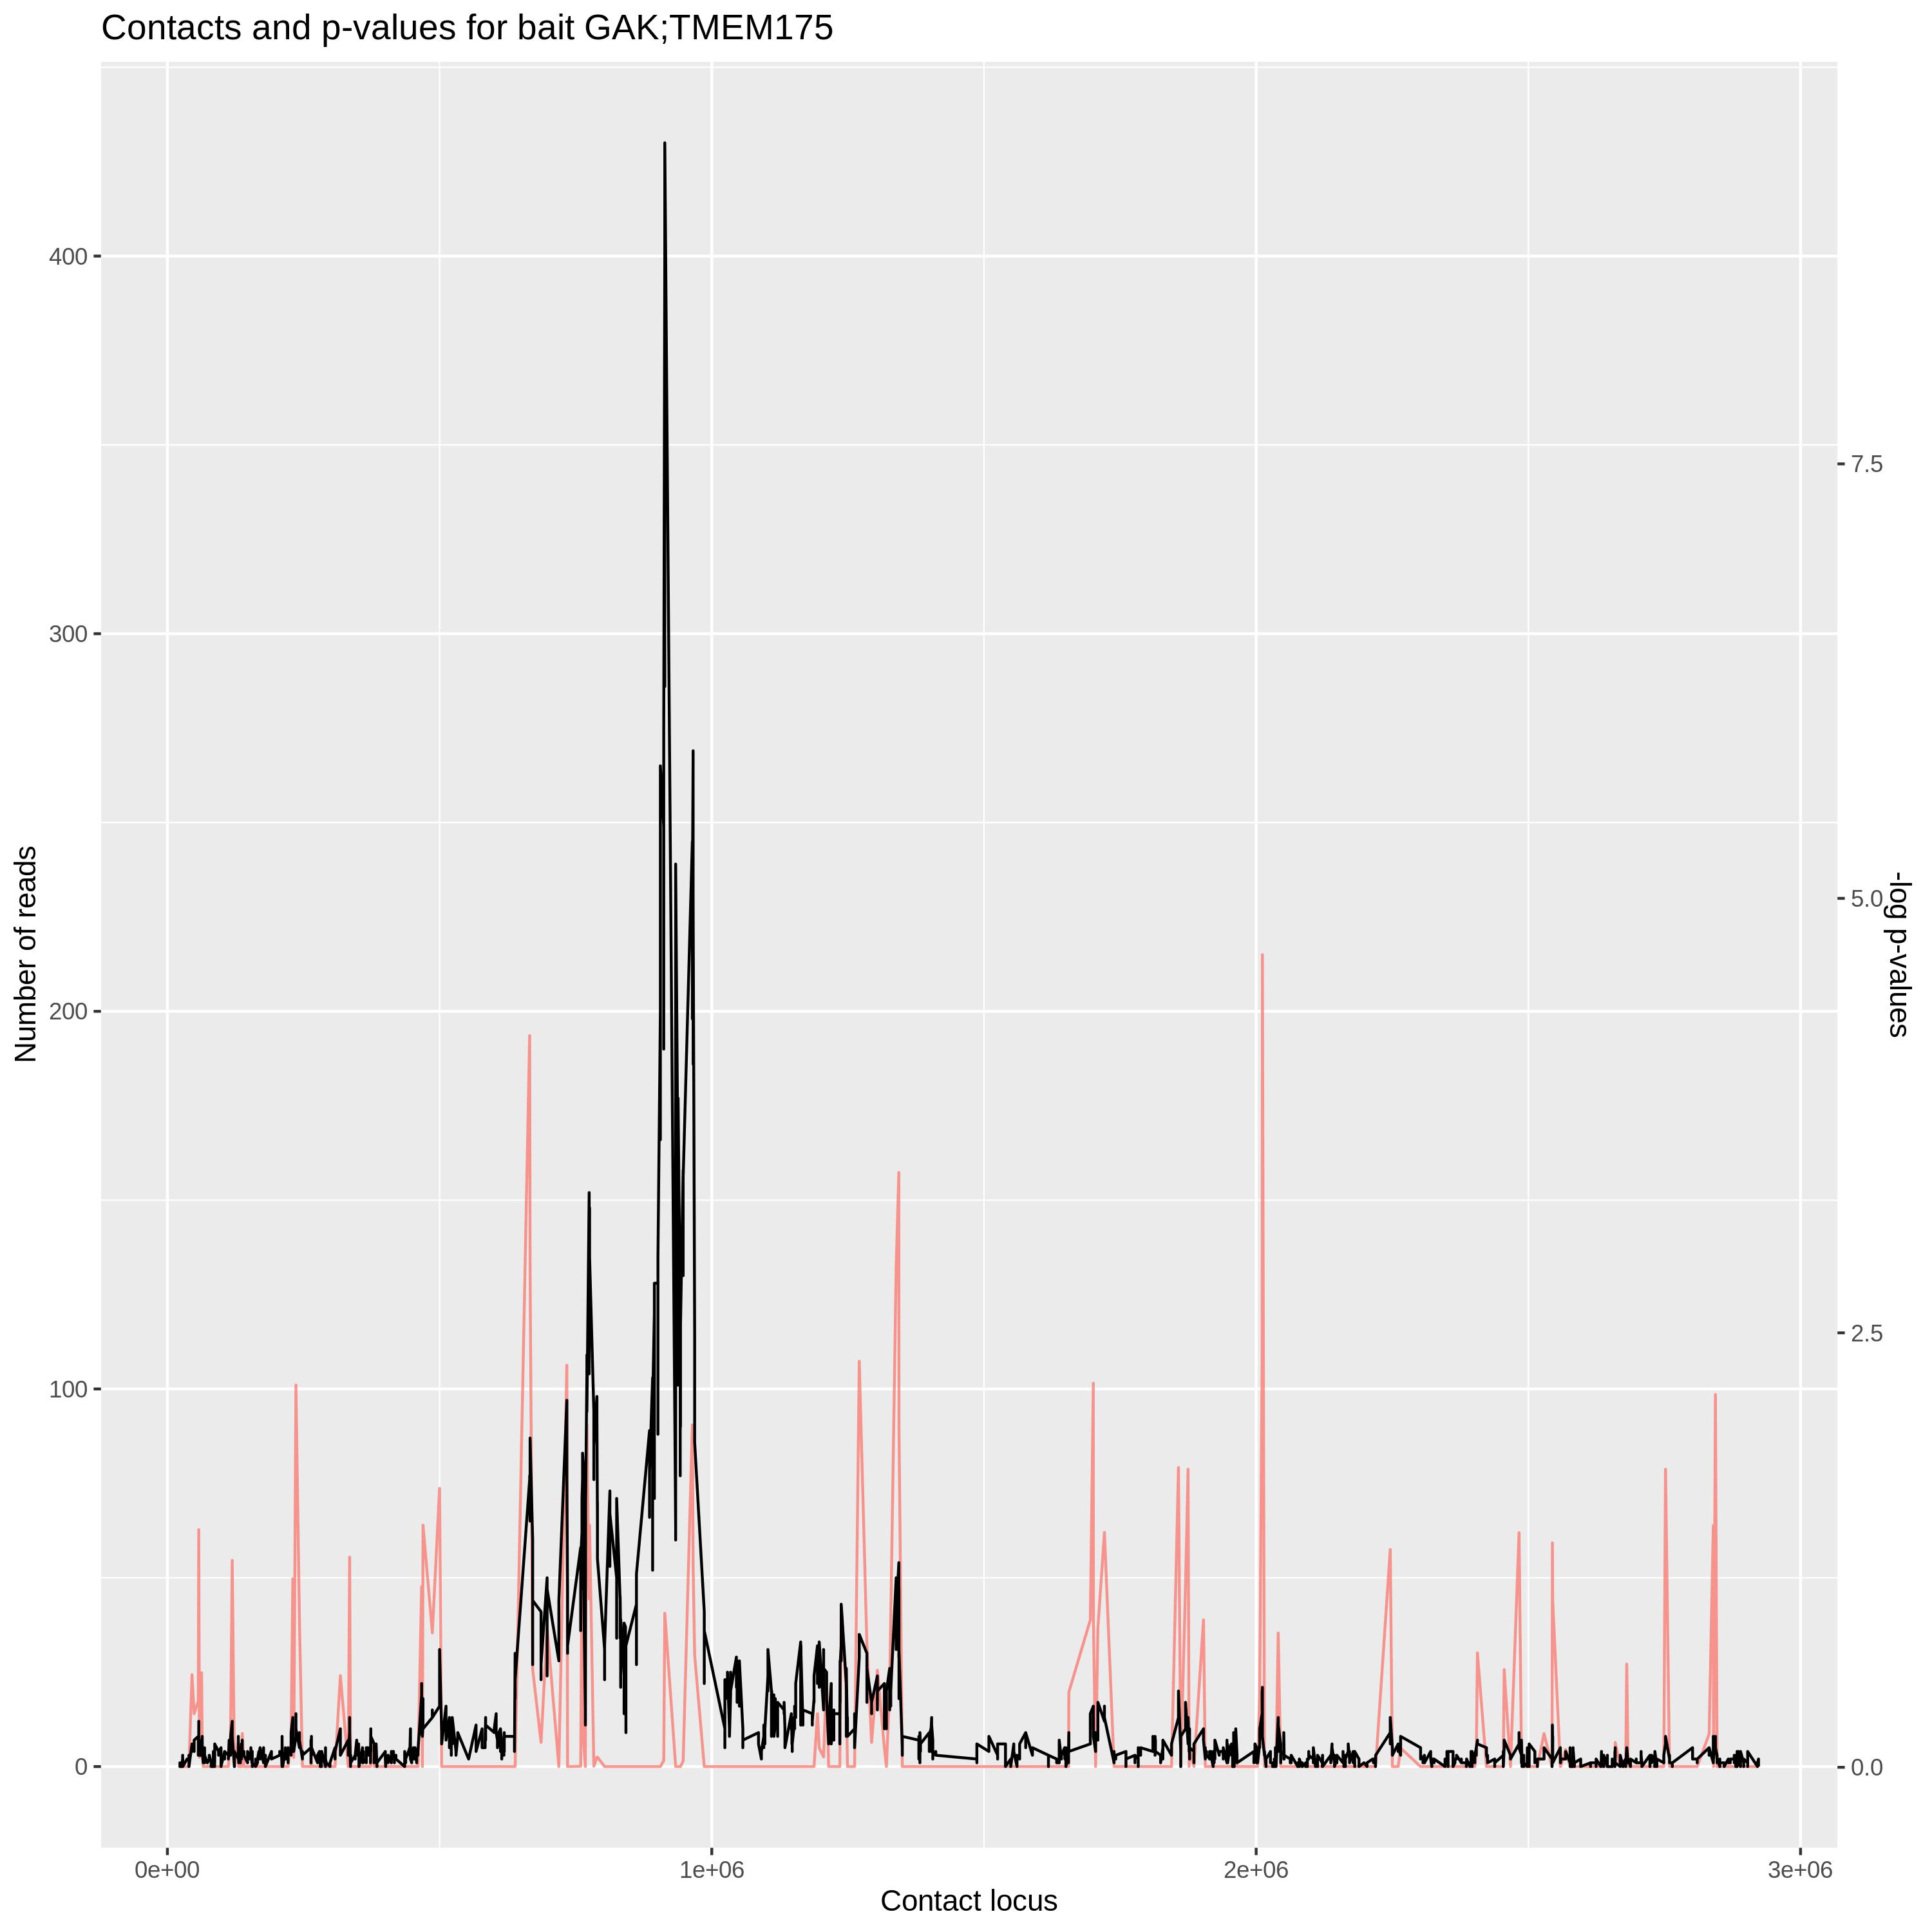 Contacts and p-values for bait GAK;TMEM175
400
300
200
100
0
Number of reads
7.5
5.0
2.5
0.0
-log p-values
0e+00 1e+06 2e+06 3e+06
Contact locus